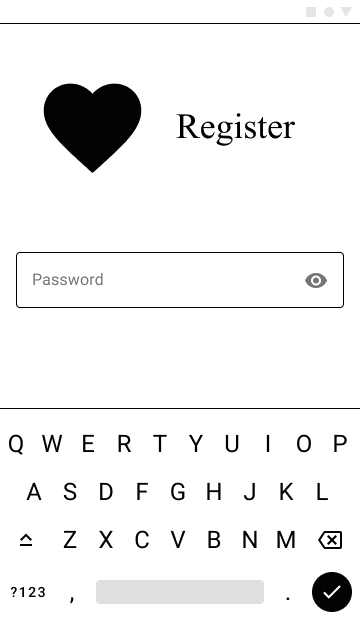 Register
Password
Q W E R T Y U I O P
A S D F G H J K L
Z X C V B N M
?123 , .